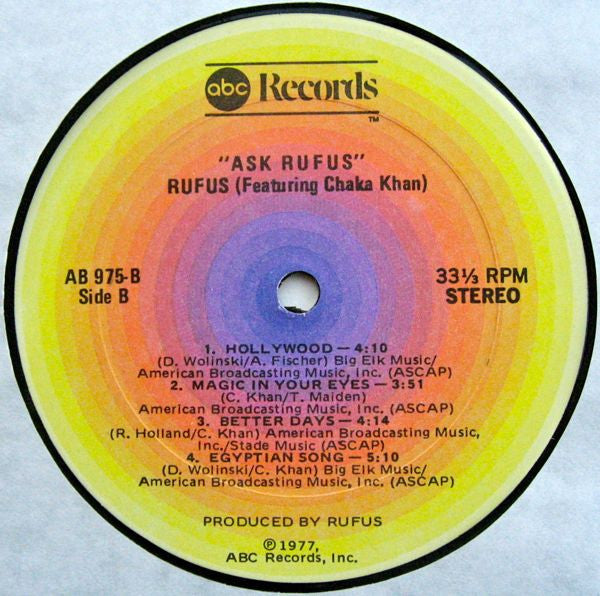 abc Records
TM
"ASK RUFUS"
RUFUS (Featuring Chaka Khan)
AB 975-B
Side B
33⅓ RPM
STEREO
1. HOLLYWOOD — 4:10
(D. Wolinski/A. Fischer) Big Elk Music/
American Broadcasting Music, Inc. (ASCAP)
2. MAGIC IN YOUR EYES — 3:51
(C. Khan/T. Maiden)
American Broadcasting Music, Inc. (ASCAP)
3. BETTER DAYS — 4:14
(R. Holland/C. Khan) American Broadcasting Music,
Inc./Stade Music (ASCAP)
4. EGYPTIAN SONG — 5:10
(D. Wolinski/C. Khan) Big Elk Music/
American Broadcasting Music, Inc. (ASCAP)
PRODUCED BY RUFUS
℗ 1977,
ABC Records, Inc.